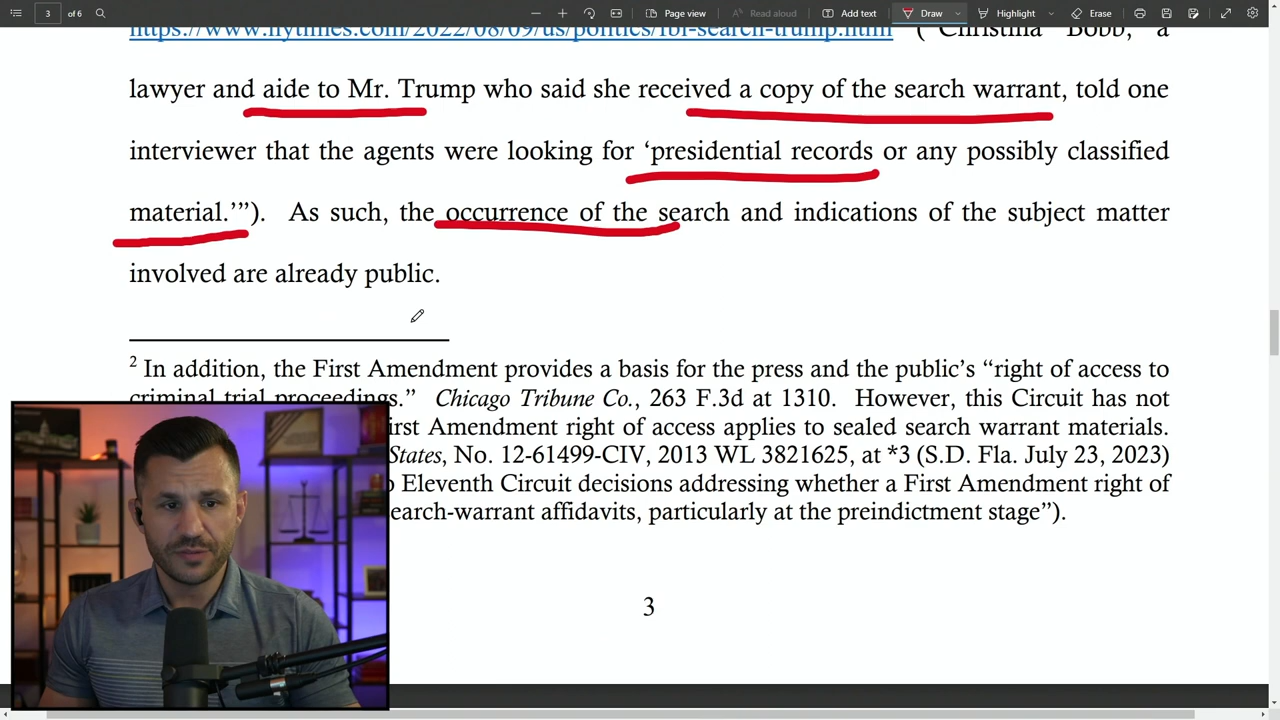 3 of 6 Page view Read aloud Add text Draw Highlight Erase
https://www.nytimes.com/2022/08/09/us/politics/fbi-search-trump.html ("Christina Bobb, a
lawyer and aide to Mr. Trump who said she received a copy of the search warrant, told one
interviewer that the agents were looking for ‘presidential records or any possibly classified
material.’”). As such, the occurrence of the search and indications of the subject matter
involved are already public.
2 In addition, the First Amendment provides a basis for the press and the public’s “right of access to
criminal trial proceedings.” Chicago Tribune Co., 263 F.3d at 1310. However, this Circuit has not
irst Amendment right of access applies to sealed search warrant materials.
States, No. 12-61499-CIV, 2013 WL 3821625, at *3 (S.D. Fla. July 23, 2023)
o Eleventh Circuit decisions addressing whether a First Amendment right of
earch-warrant affidavits, particularly at the preindictment stage”).
3